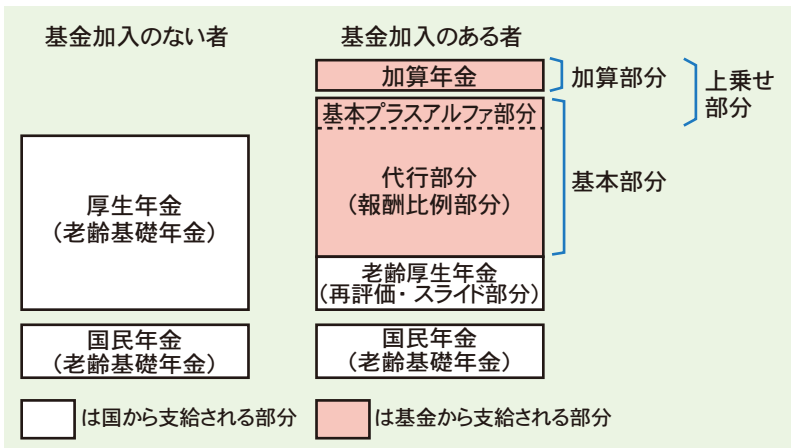 基金加入のない者
基金加入のある者
加算年金
加算部分
上乗せ
部分
基本プラスアルファ部分
代行部分
（報酬比例部分）
基本部分
厚生年金
（老齢基礎年金）
老齢厚生年金
（再評価・スライド部分）
国民年金
（老齢基礎年金）
国民年金
（老齢基礎年金）
は国から支給される部分
は基金から支給される部分